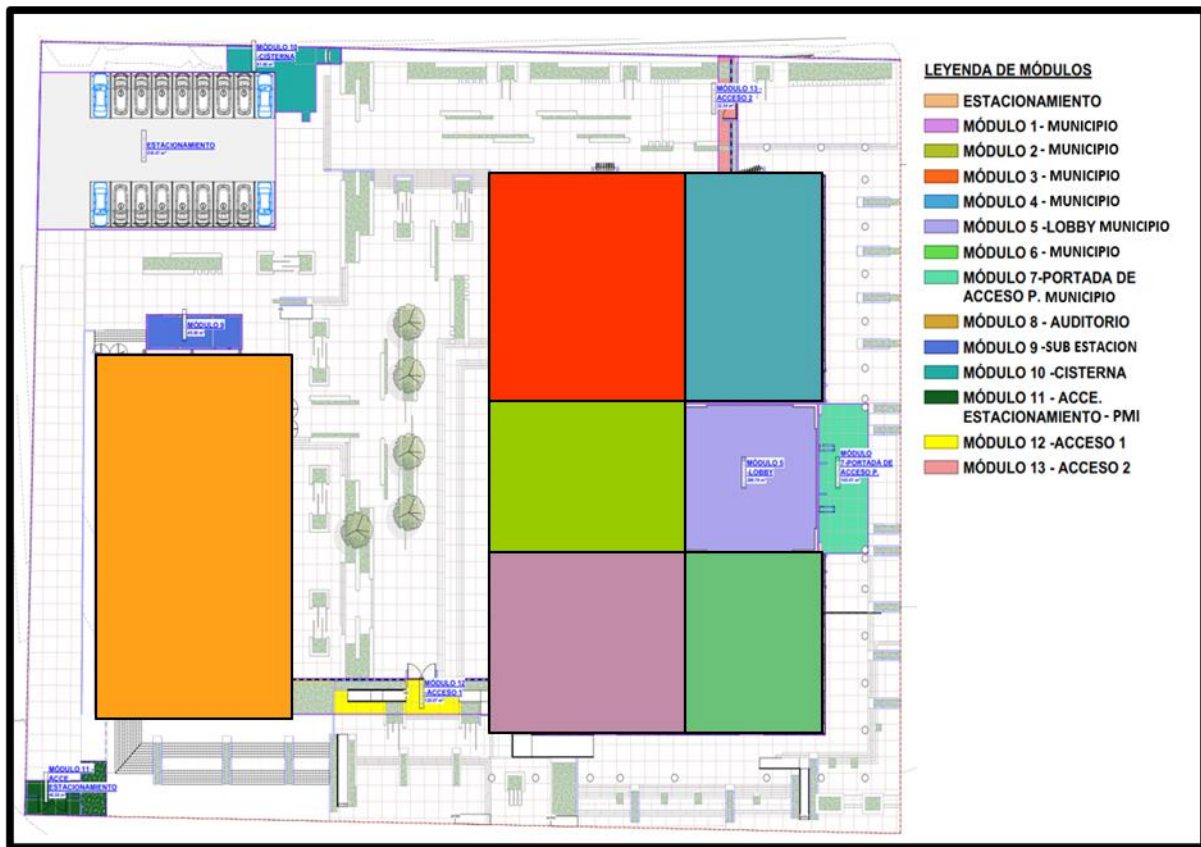 MÓDULO 10
-CISTERNA
MÓDULO 13 -
ACCESO 2
ESTACIONAMIENTO
MÓDULO 9
MÓDULO 5
-LOBBY
MÓDULO
7-PORTADA DE
ACCESO P.
MÓDULO 12
-ACCESO 1
MÓDULO 11 -
ACCE.
ESTACIONAMIENTO
LEYENDA DE MÓDULOS
ESTACIONAMIENTO
MÓDULO 1 - MUNICIPIO
MÓDULO 2 - MUNICIPIO
MÓDULO 3 - MUNICIPIO
MÓDULO 4 - MUNICIPIO
MÓDULO 5 -LOBBY MUNICIPIO
MÓDULO 6 - MUNICIPIO
MÓDULO 7-PORTADA DE
ACCESO P. MUNICIPIO
MÓDULO 8 - AUDITORIO
MÓDULO 9 -SUB ESTACION
MÓDULO 10 -CISTERNA
MÓDULO 11 - ACCE.
ESTACIONAMIENTO - PMI
MÓDULO 12 -ACCESO 1
MÓDULO 13 - ACCESO 2